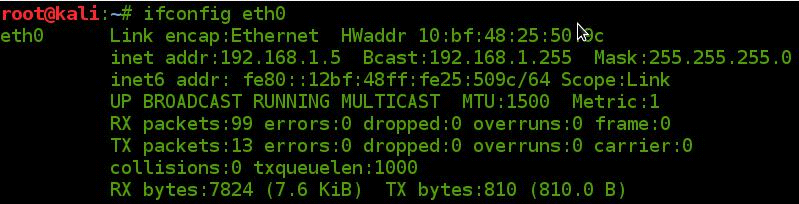 root@kali:~# ifconfig eth0
eth0 Link encap:Ethernet HWaddr 10:bf:48:25:50:9c
inet addr:192.168.1.5 Bcast:192.168.1.255 Mask:255.255.255.0
inet6 addr: fe80::12bf:48ff:fe25:509c/64 Scope:Link
UP BROADCAST RUNNING MULTICAST MTU:1500 Metric:1
RX packets:99 errors:0 dropped:0 overruns:0 frame:0
TX packets:13 errors:0 dropped:0 overruns:0 carrier:0
collisions:0 txqueuelen:1000
RX bytes:7824 (7.6 KiB) TX bytes:810 (810.0 B)